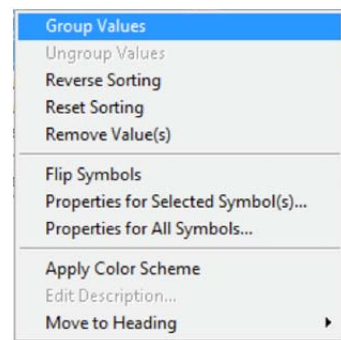 Group Values
Ungroup Values
Reverse Sorting
Reset Sorting
Remove Value(s)
Flip Symbols
Properties for Selected Symbol(s)...
Properties for All Symbols...
Apply Color Scheme
Edit Description...
Move to Heading